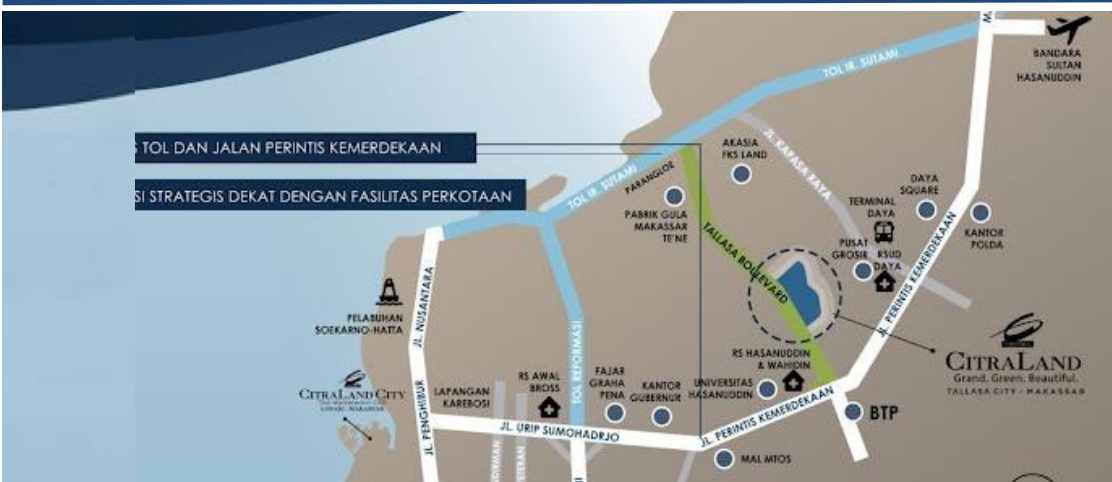 TOL DAN JALAN PERINTIS KEMERDEKAAN
SI STRATEGIS DEKAT DENGAN FASILITAS PERKOTAAN
TOL IR. SUTAMI
BANDARA
SULTAN
HASANUDDIN
JL. KAPASA RAYA
AKASIA
FKS LAND
PARANGLOE
TOL IR. SUTAMI
PABRIK GULA
MAKASSAR
TE'NE
DAYA
SQUARE
TERMINAL
DAYA
KANTOR
POLDA
PUSAT
GROSIR
RSUD
DAYA
TALLASA BOULEVARD
JL. PERINTIS KEMERDEKAAN
JL. NUSANTARA
PELABUHAN
SOEKARNO-HATTA
TOL REFORMASI
CITRALAND
Grand. Green. Beautiful.
TALLASA CITY - MAKASSAR
RS HASANUDDIN
& WAHIDIN
CITRALAND CITY
JL. PENGHIBUR
LAPANGAN
KAREBOSI
RS AWAL
BROSS
FAJAR
GRAHA
PENA
KANTOR
GUBERNUR
UNIVERSITAS
HASANUDDIN
BTP
JL. URIP SUMOHADRJO
JL. PERINTIS KEMERDEKAAN
MAL MTOS
DIRMAN